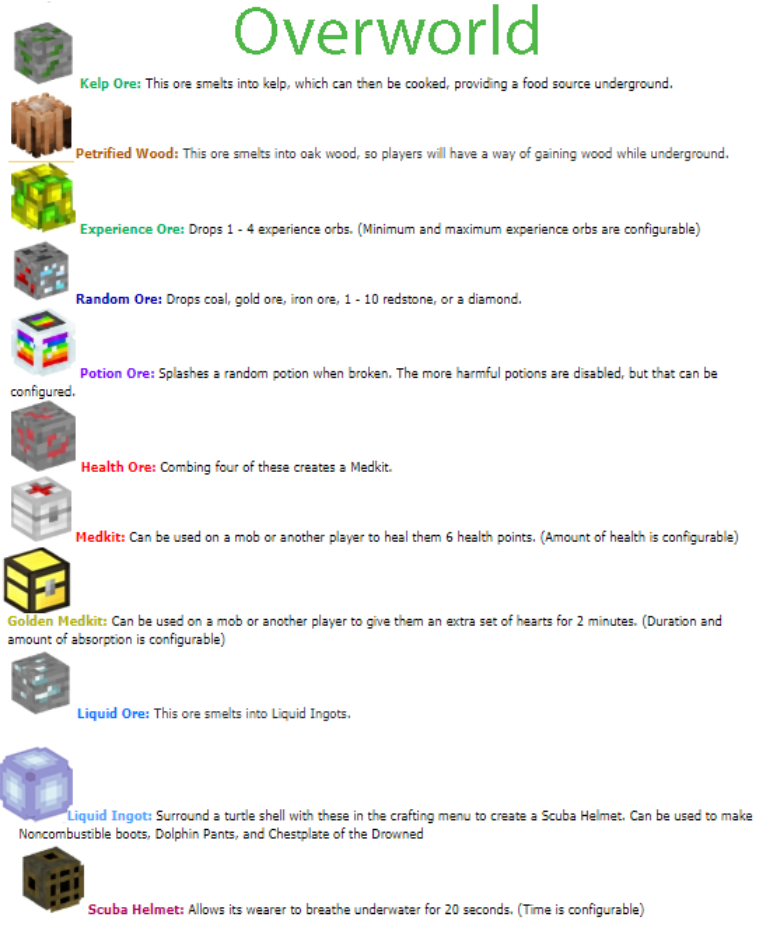 Overworld
Kelp Ore: This ore smelts into kelp, which can then be cooked, providing a food source underground.
Petrified Wood: This ore smelts into oak wood, so players will have a way of gaining wood while underground.
Experience Ore: Drops 1 - 4 experience orbs. (Minimum and maximum experience orbs are configurable)
Random Ore: Drops coal, gold ore, iron ore, 1 - 10 redstone, or a diamond.
Potion Ore: Splashes a random potion when broken. The more harmful potions are disabled, but that can be
configured.
Health Ore: Combing four of these creates a Medkit.
Medkit: Can be used on a mob or another player to heal them 6 health points. (Amount of health is configurable)
Golden Medkit: Can be used on a mob or another player to give them an extra set of hearts for 2 minutes. (Duration and
amount of absorption is configurable)
Liquid Ore: This ore smelts into Liquid Ingots.
Liquid Ingot: Surround a turtle shell with these in the crafting menu to create a Scuba Helmet. Can be used to make
Noncombustible boots, Dolphin Pants, and Chestplate of the Drowned
Scuba Helmet: Allows its wearer to breathe underwater for 20 seconds. (Time is configurable)